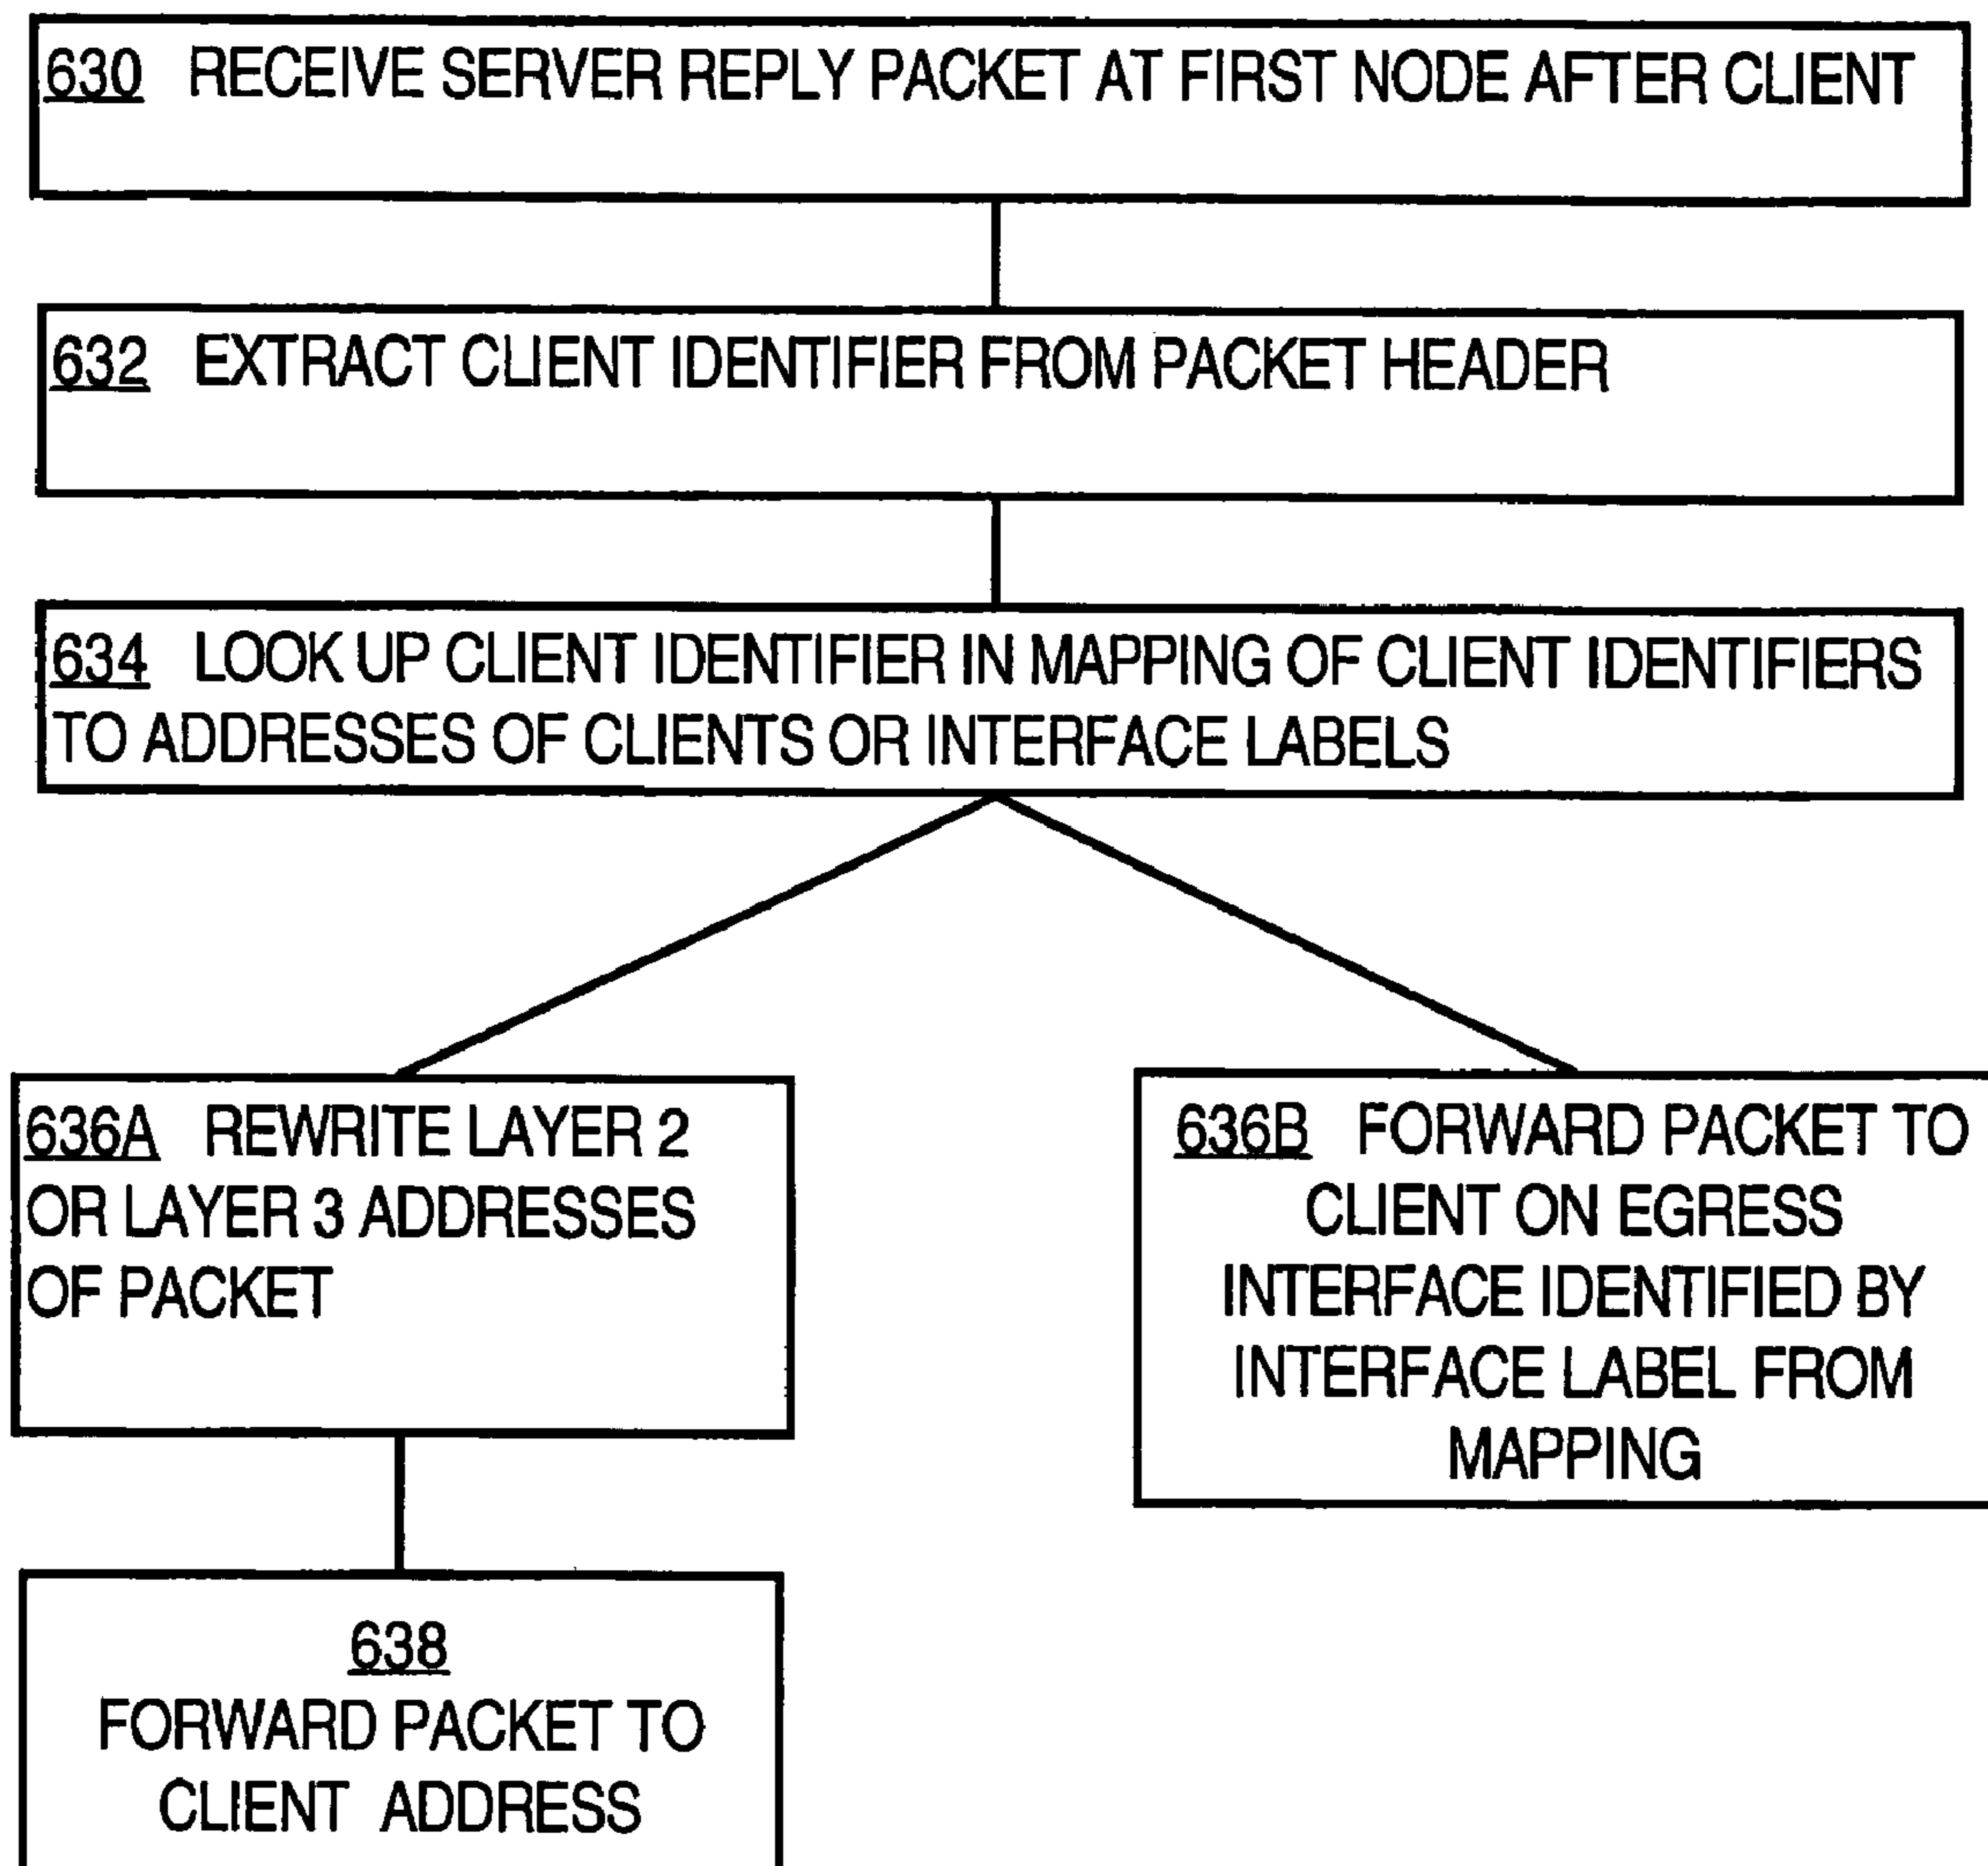 630 RECEIVE SERVER REPLY PACKET AT FIRST NODE AFTER CLIENT
632 EXTRACT CLIENT IDENTIFIER FROM PACKET HEADER
634 LOOK UP CLIENT IDENTIFIER IN MAPPING OF CLIENT IDENTIFIERS
TO ADDRESSES OF CLIENTS OR INTERFACE LABELS
636A REWRITE LAYER 2
OR LAYER 3 ADDRESSES
OF PACKET
636B FORWARD PACKET TO
CLIENT ON EGRESS
INTERFACE IDENTIFIED BY
INTERFACE LABEL FROM
MAPPING
638
FORWARD PACKET TO
CLIENT ADDRESS